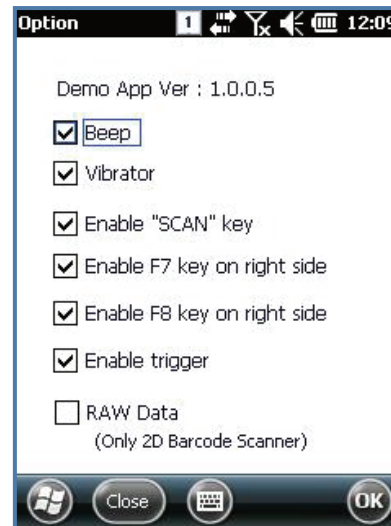 Option 1 12:09
Demo App Ver : 1.0.0.5
Beep
Vibrator
Enable "SCAN" key
Enable F7 key on right side
Enable F8 key on right side
Enable trigger
RAW Data
(Only 2D Barcode Scanner)
Close OK